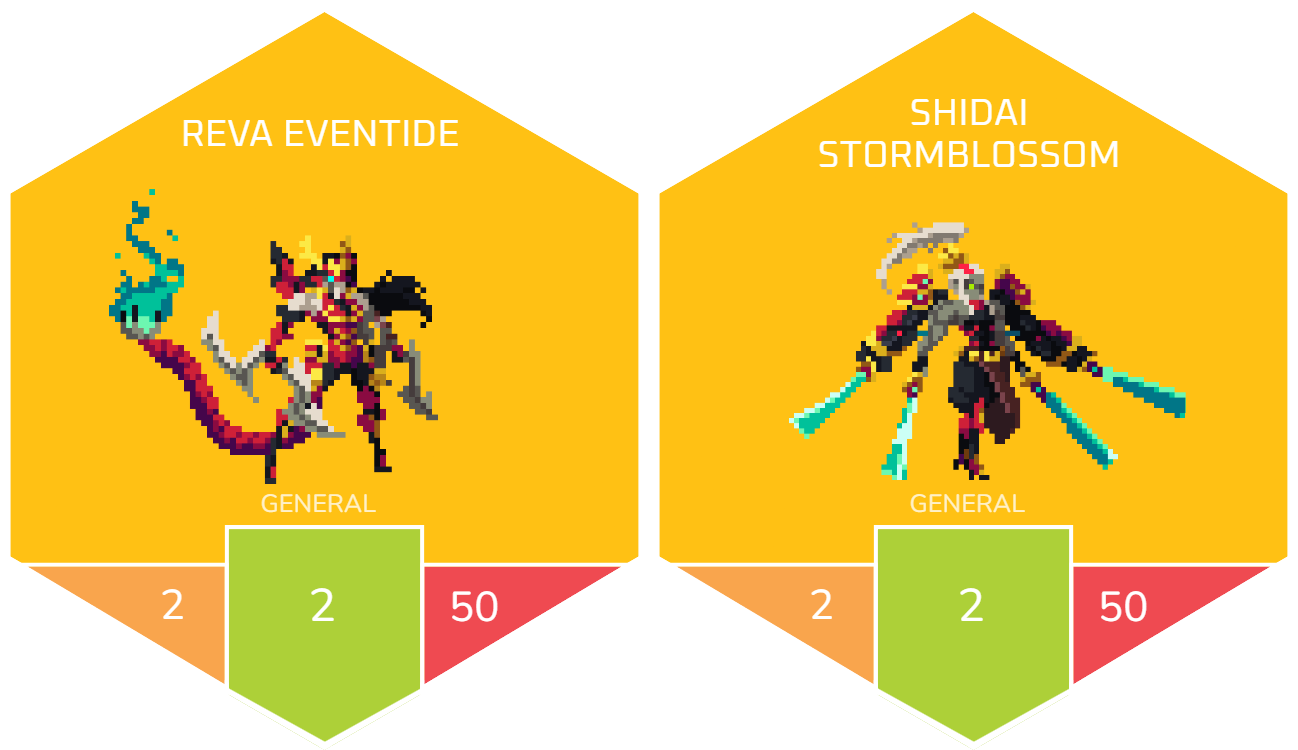 REVA EVENTIDE
GENERAL
2
2
50
SHIDAI
STORMBLOSSOM
GENERAL
2
2
50